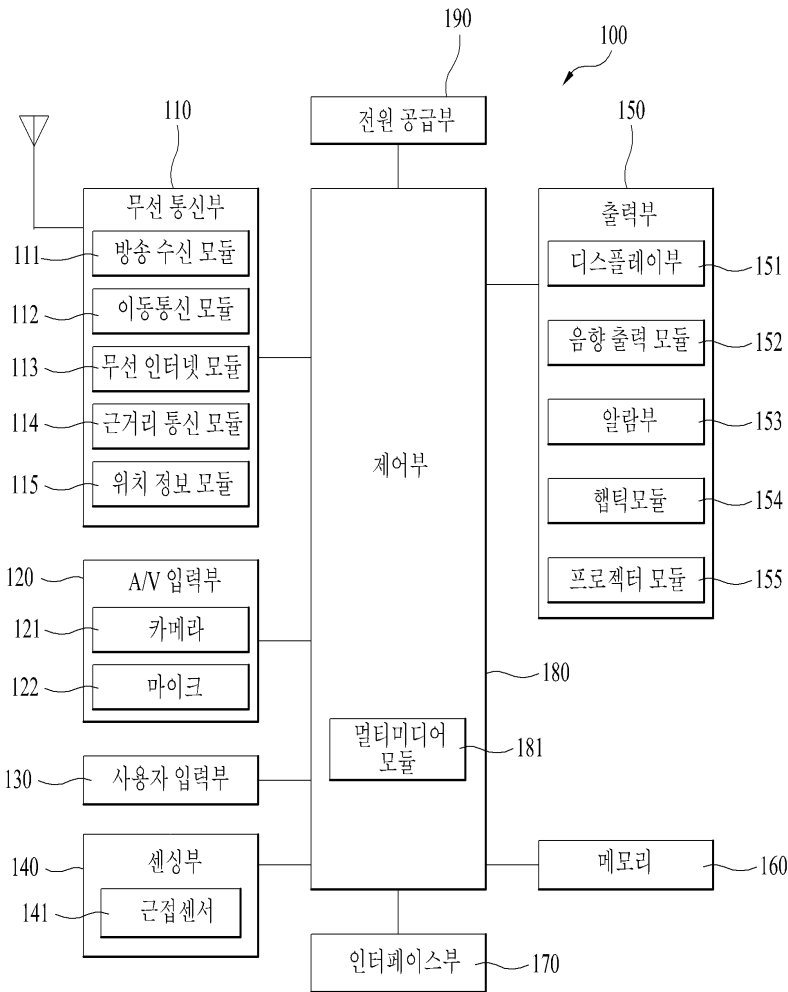 190
100
전원 공급부
110
무선 통신부
111
방송 수신 모듈
112
이동통신 모듈
113
무선 인터넷 모듈
114
근거리 통신 모듈
115
위치 정보 모듈
120
A/V 입력부
121
카메라
122
마이크
130
사용자 입력부
140
센싱부
141
근접센서
제어부
180
멀티미디어
모듈
181
150
출력부
디스플레이부
151
음향 출력 모듈
152
알람부
153
햅틱모듈
154
프로젝터 모듈
155
메모리
160
인터페이스부
170